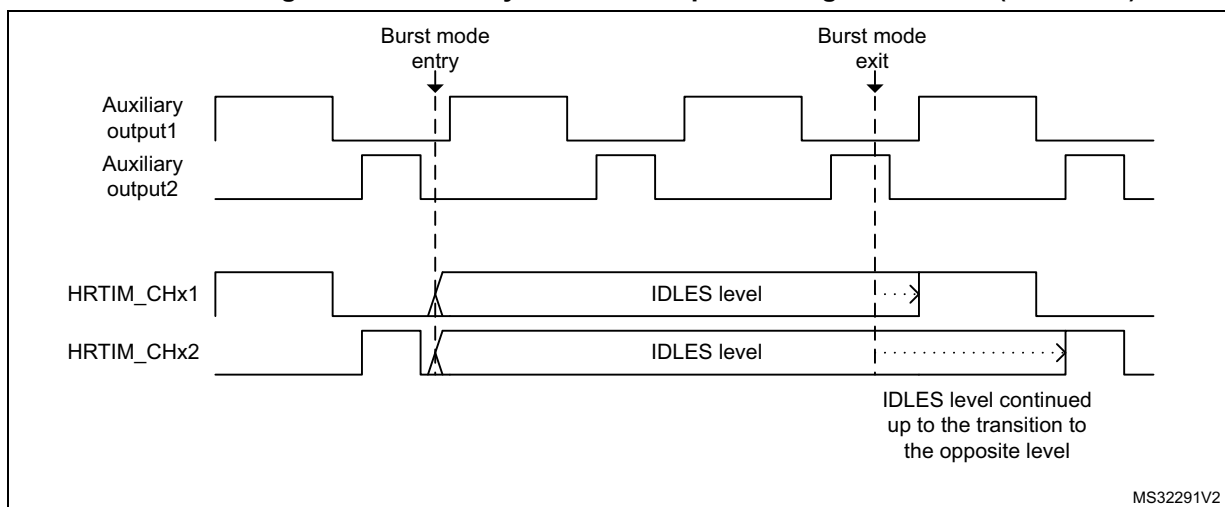 Burst mode
entry
Burst mode
exit
Auxiliary
output1
Auxiliary
output2
HRTIM_CHx1
IDLES level
HRTIM_CHx2
IDLES level
IDLES level continued
up to the transition to
the opposite level
MS32291V2